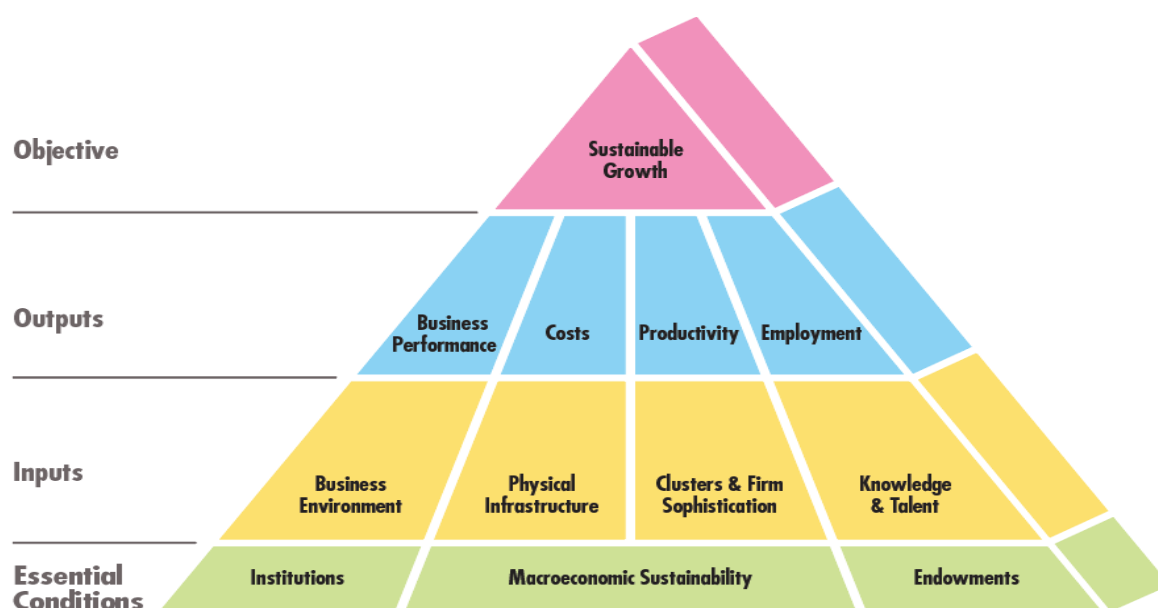 Objective
Sustainable
Growth
Outputs
Business
Performance
Costs
Productivity
Employment
Inputs
Business
Environment
Physical
Infrastructure
Clusters & Firm
Sophistication
Knowledge
& Talent
Essential
Conditions
Institutions
Macroeconomic Sustainability
Endowments